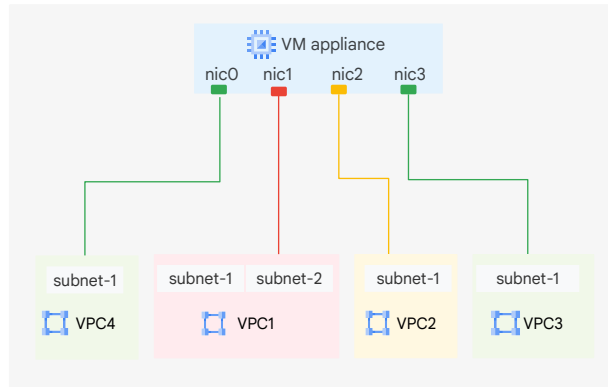 VM appliance
nic0 nic1 nic2 nic3
subnet-1 subnet-1 subnet-2 subnet-1 subnet-1
VPC4 VPC1 VPC2 VPC3